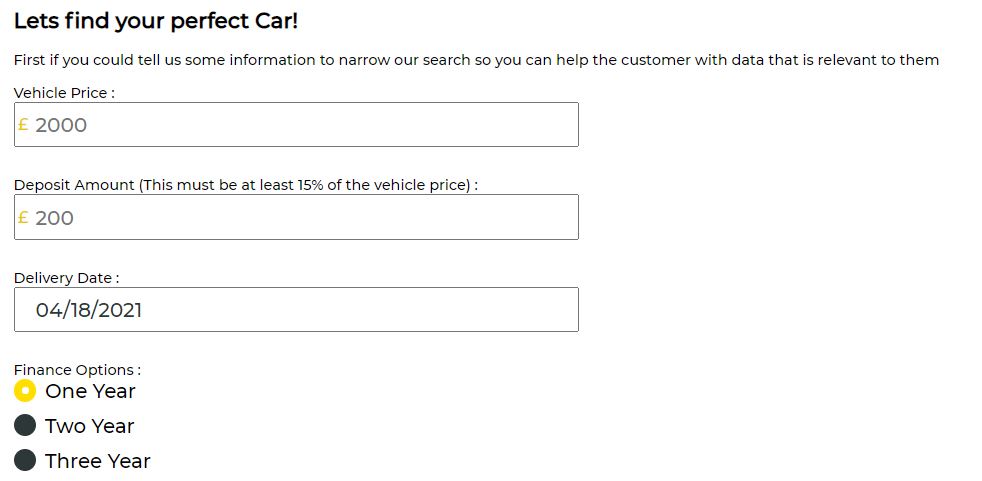 Lets find your perfect Car!
First if you could tell us some information to narrow our search so you can help the customer with data that is relevant to them
Vehicle Price :
£ 2000
Deposit Amount (This must be at least 15% of the vehicle price) :
£ 200
Delivery Date :
04/18/2021
Finance Options :
One Year
Two Year
Three Year